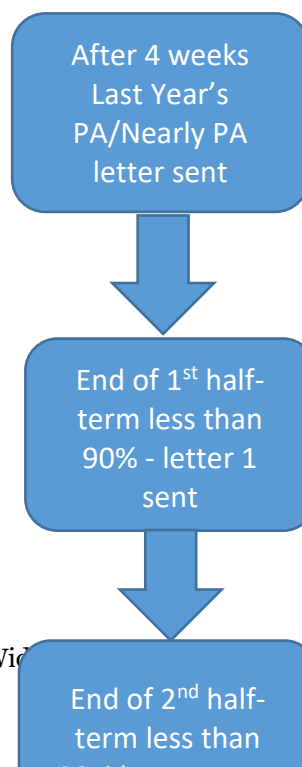 After 4 weeks
Last Year's
PA/Nearly PA
letter sent
End of 1st half-
term less than
90% - letter 1
sent
End of 2nd half-
term less than